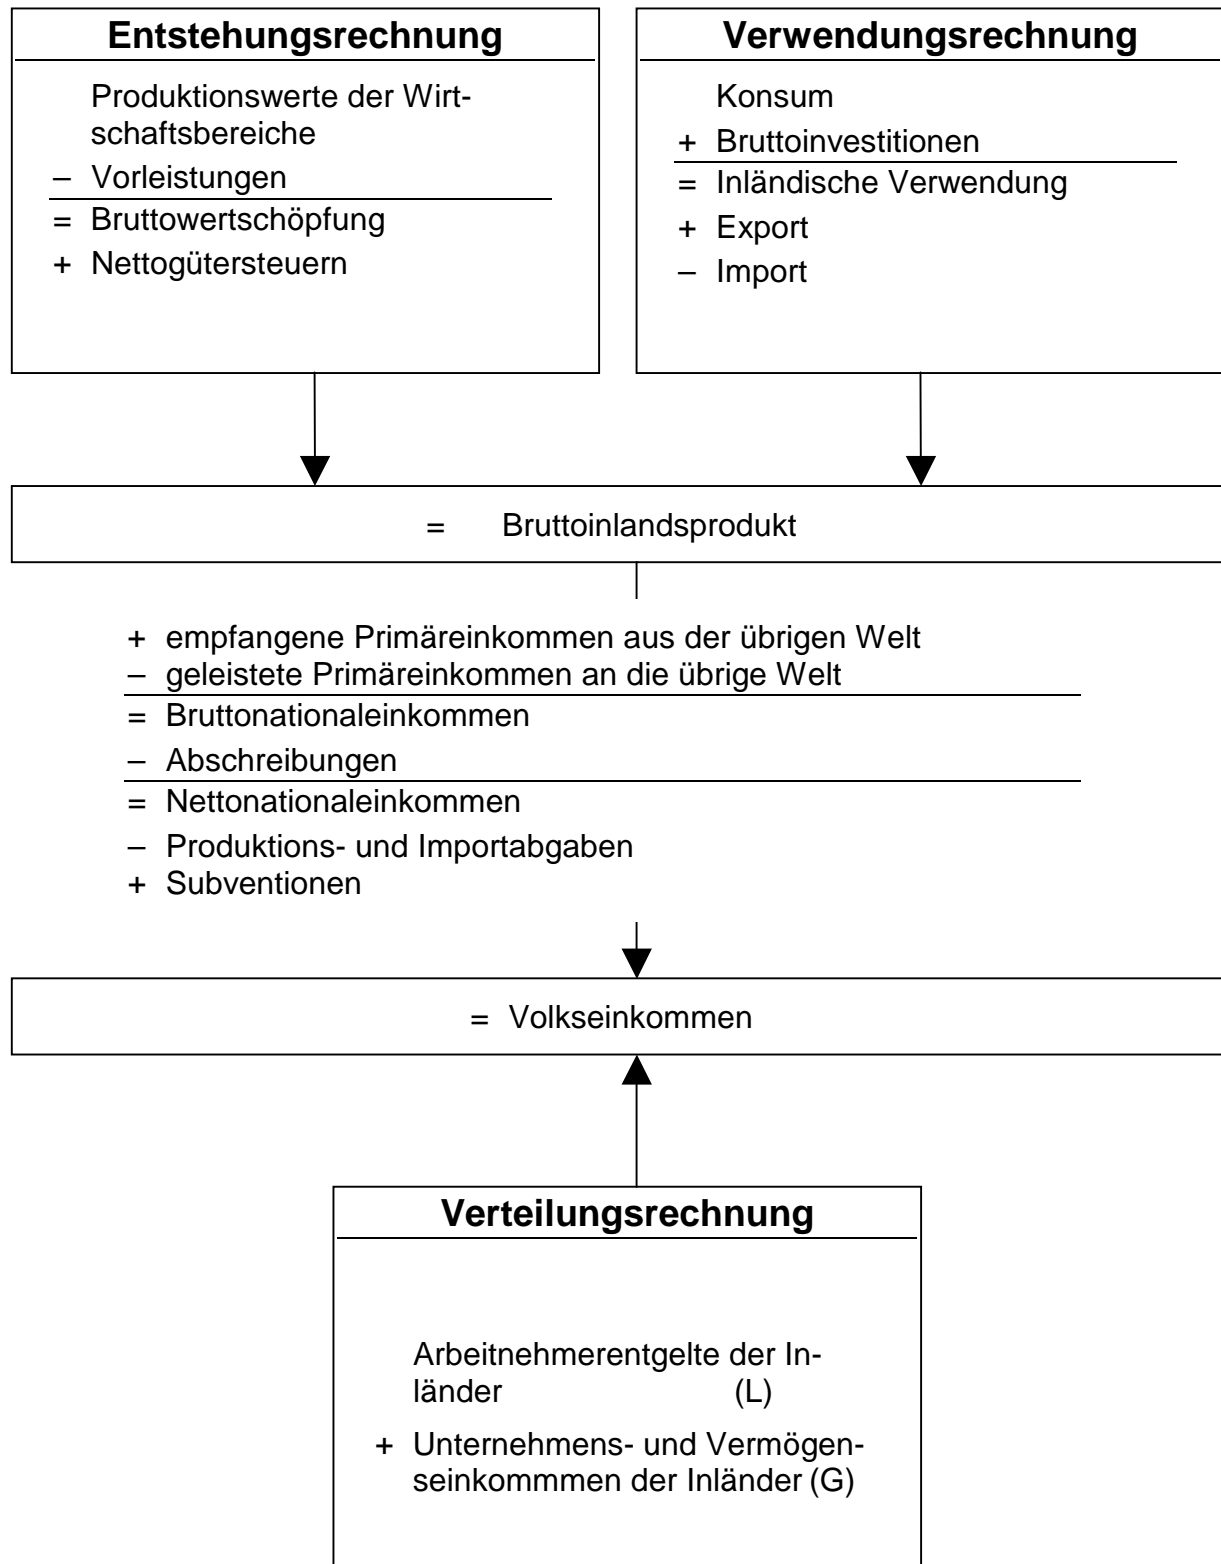 Entstehungsrechnung
Produktionswerte der Wirt-
schaftsbereiche
– Vorleistungen
= Bruttowertschöpfung
+ Nettogütersteuern
Verwendungsrechnung
Konsum
+ Bruttoinvestitionen
= Inländische Verwendung
+ Export
– Import
= Bruttoinlandsprodukt
+ empfangene Primäreinkommen aus der übrigen Welt
– geleistete Primäreinkommen an die übrige Welt
= Bruttonationaleinkommen
– Abschreibungen
= Nettonationaleinkommen
– Produktions- und Importabgaben
+ Subventionen
= Volkseinkommen
Verteilungsrechnung
Arbeitnehmerentgelte der In-
länder (L)
+ Unternehmens- und Vermögen-
seinkommmen der Inländer (G)